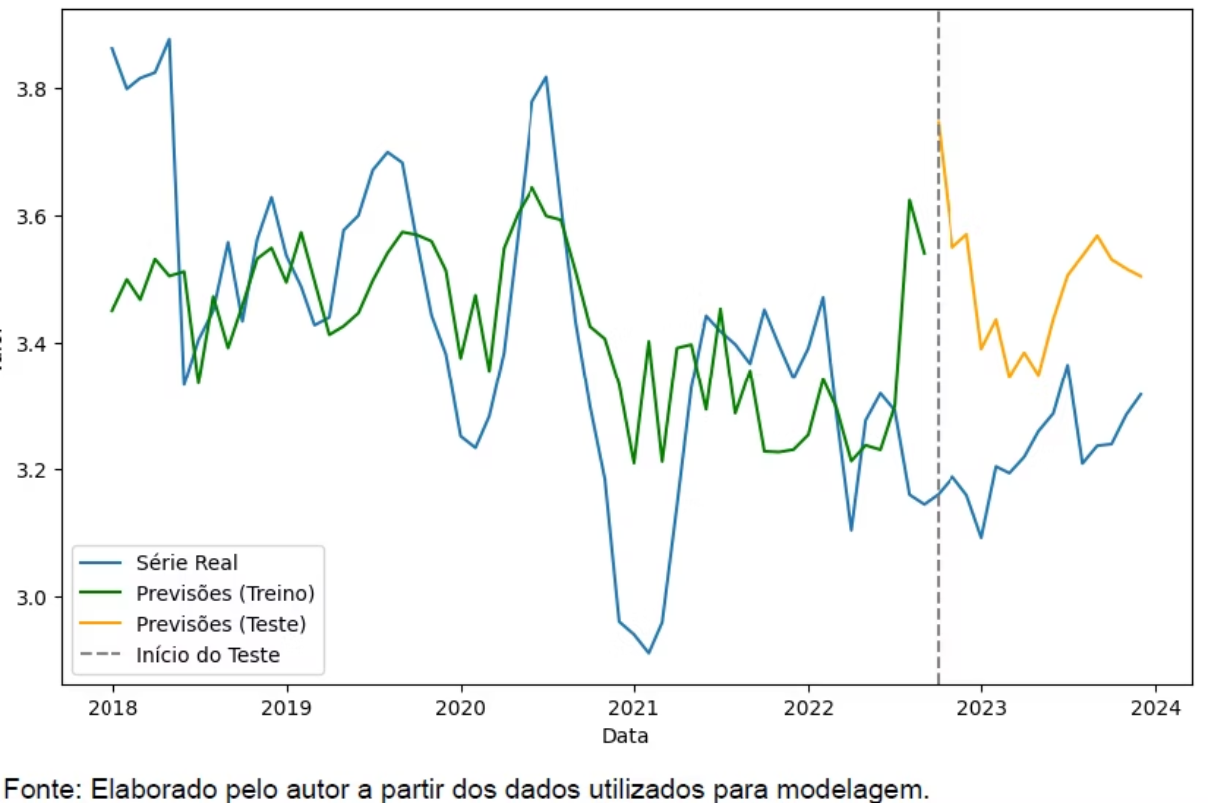 3.8
3.6
3.4
3.2
3.0
Série Real
Previsões (Treino)
Previsões (Teste)
Início do Teste
2018 2019 2020 2021 2022 2023 2024
Data
Fonte: Elaborado pelo autor a partir dos dados utilizados para modelagem.